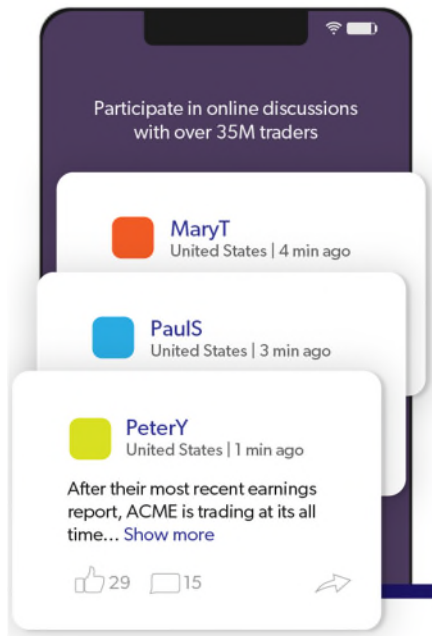 Participate in online discussions
with over 35M traders
MaryT
United States | 4 min ago
PaulS
United States | 3 min ago
PeterY
United States | 1 min ago
After their most recent earnings
report, ACME is trading at its all
time... Show more
29 15